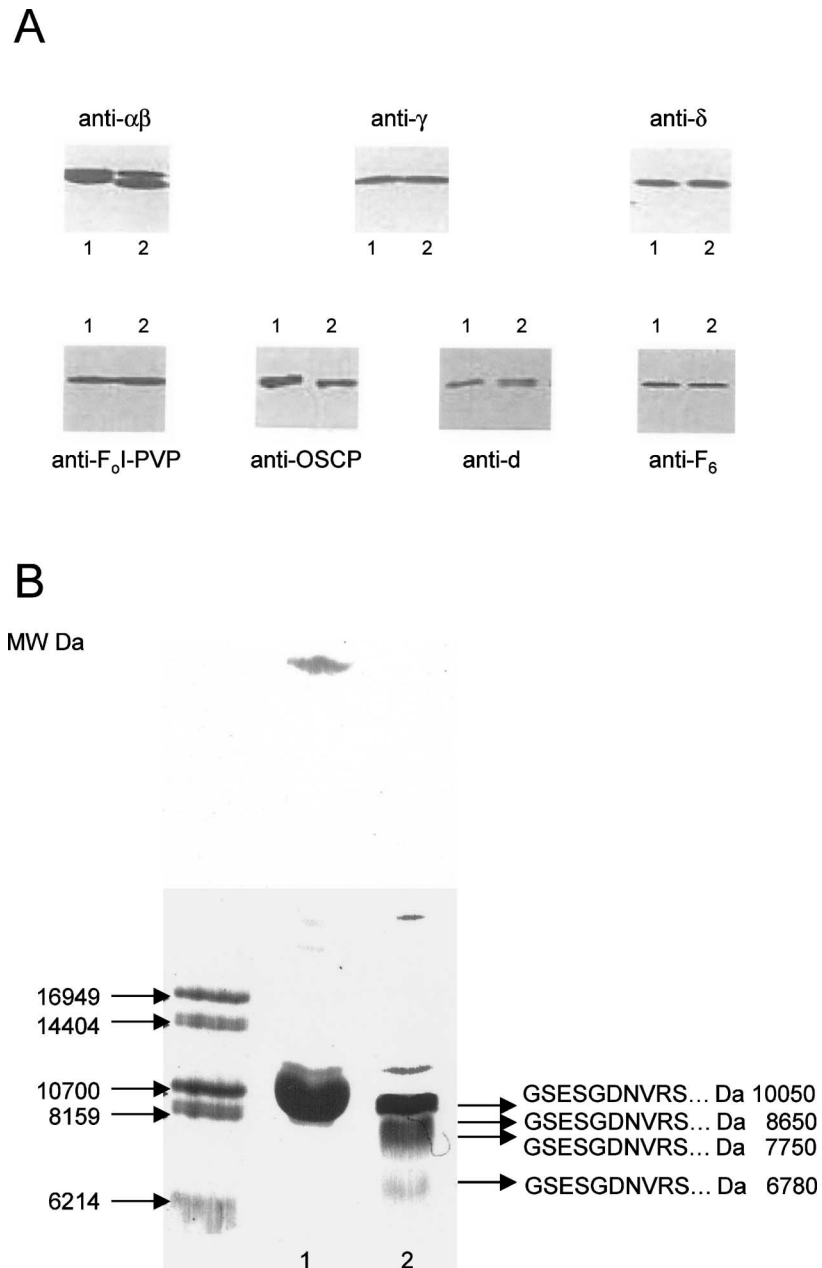 A
anti-αβ anti-γ anti-δ
1 2 1 2 1 2
1 2 1 2 1 2 1 2
anti-FoI-PVP anti-OSCP anti-d anti-F6
B
MW Da
16949
14404
10700
8159
6214
GSESGDNVRS... Da 10050
GSESGDNVRS... Da 8650
GSESGDNVRS... Da 7750
GSESGDNVRS... Da 6780
1 2